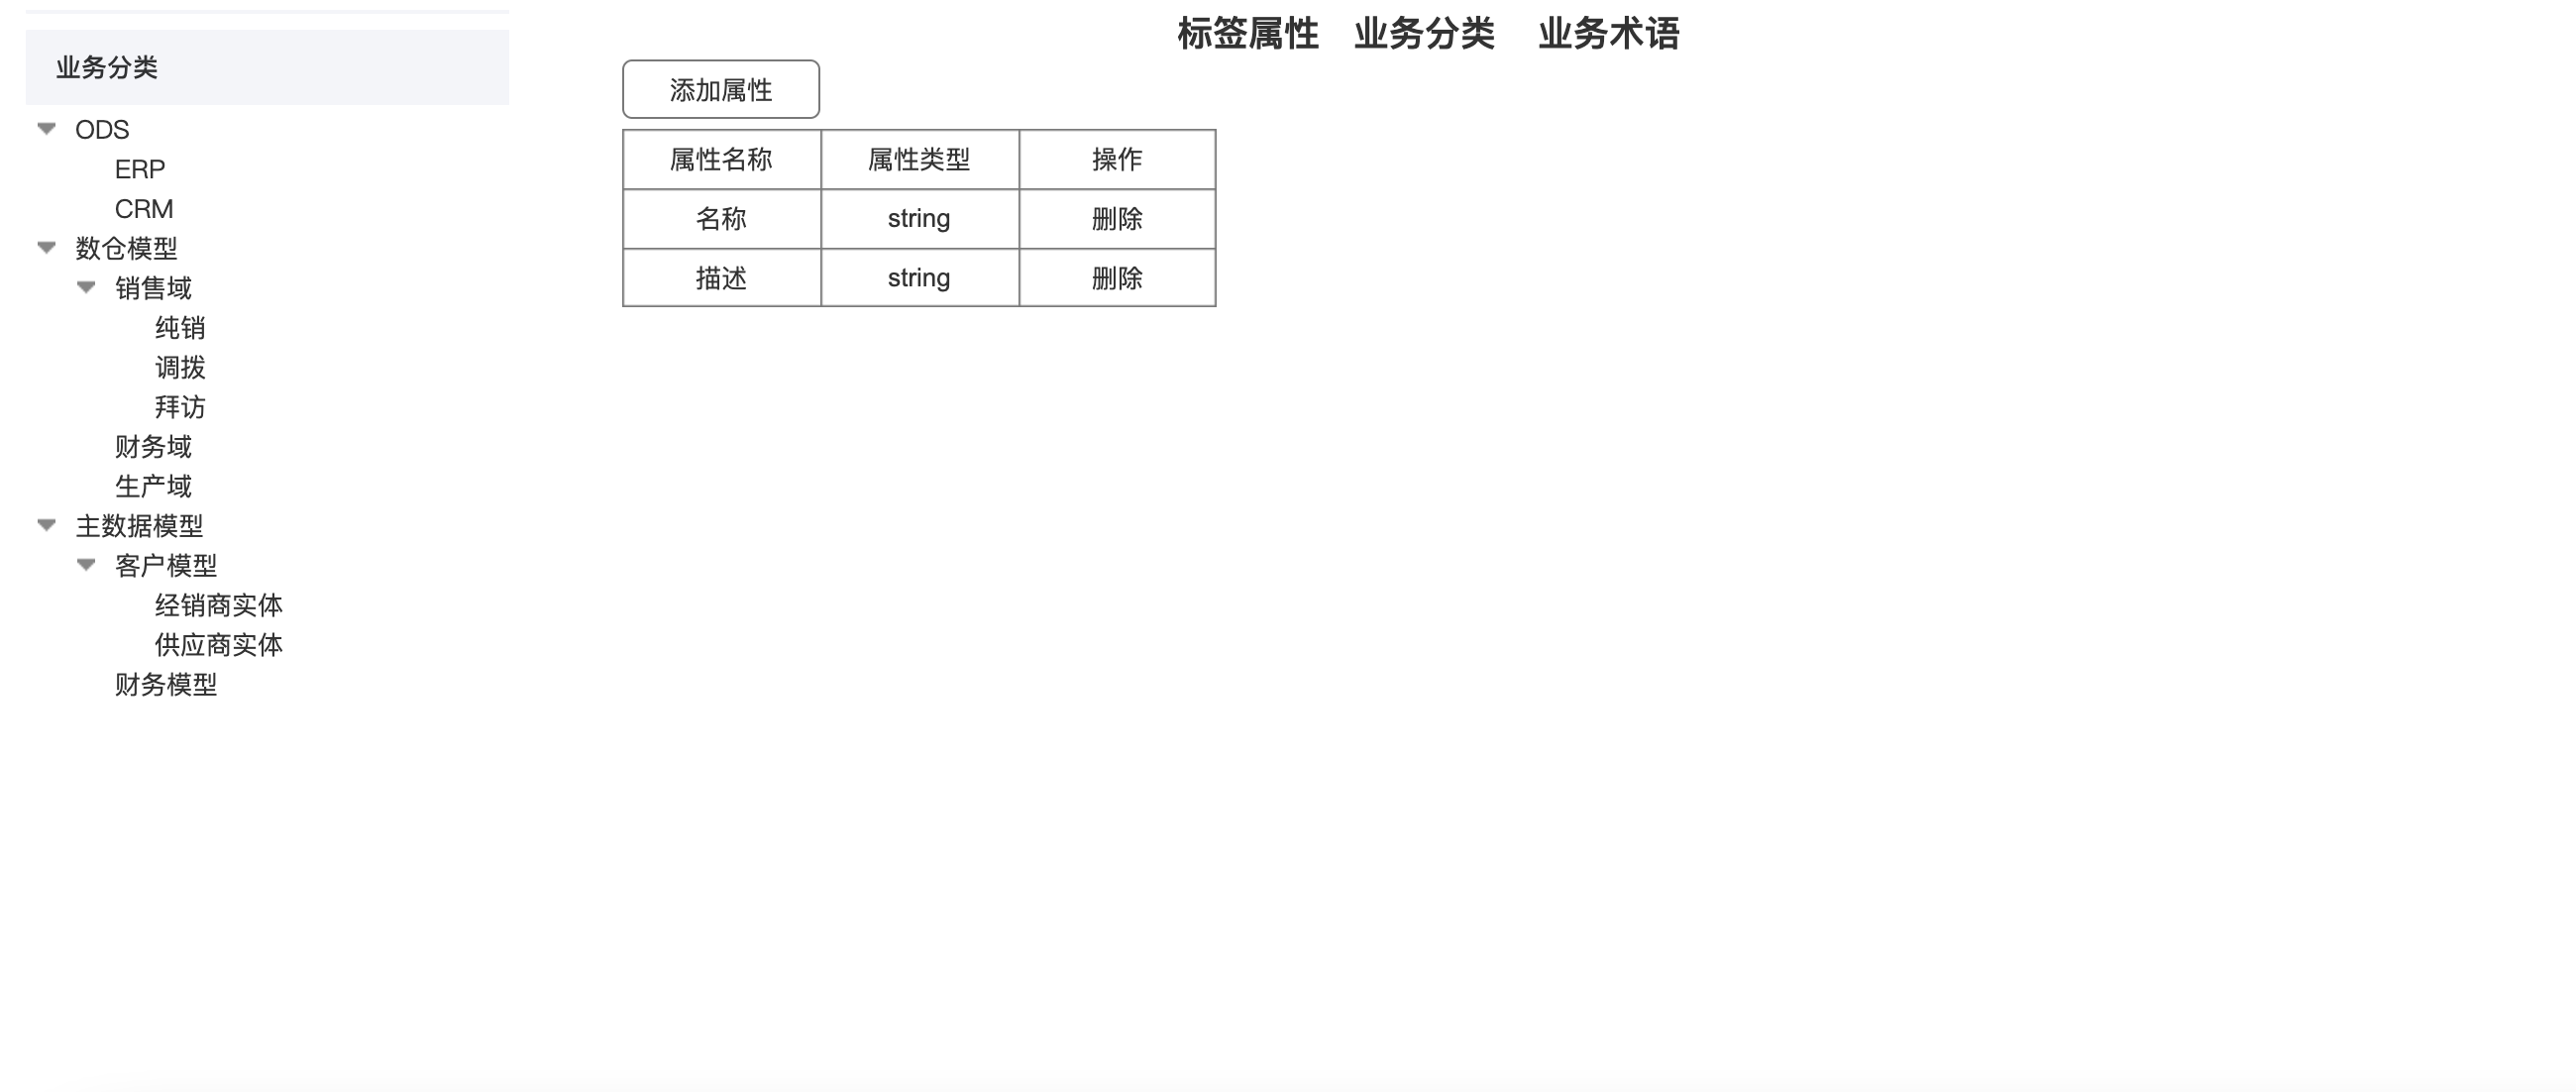 标签属性 业务分类 业务术语
业务分类
ODS
ERP
CRM
数仓模型
销售域
纯销
调拨
拜访
财务域
生产域
主数据模型
客户模型
经销商实体
供应商实体
财务模型
添加属性
属性名称 属性类型 操作
名称 string 删除
描述 string 删除